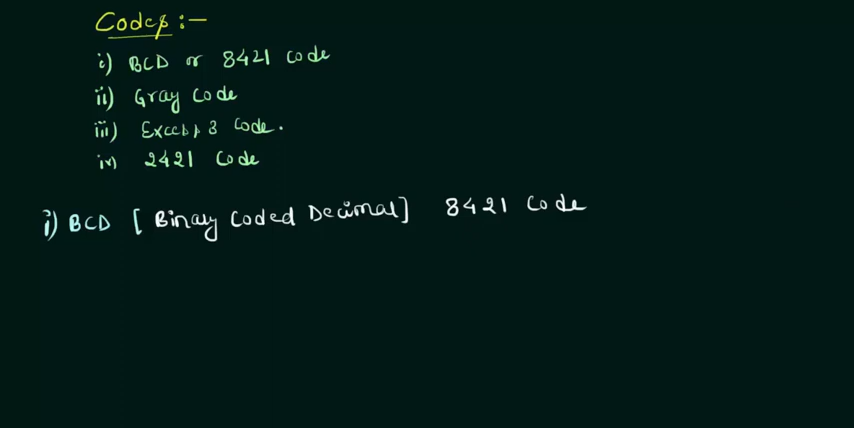 Codes :-
i) BCD or 8421 Code
ii) Gray Code
iii) Excess 3 Code.
iv) 2421 Code
i) BCD [ Binary Coded Decimal] 8421 Code